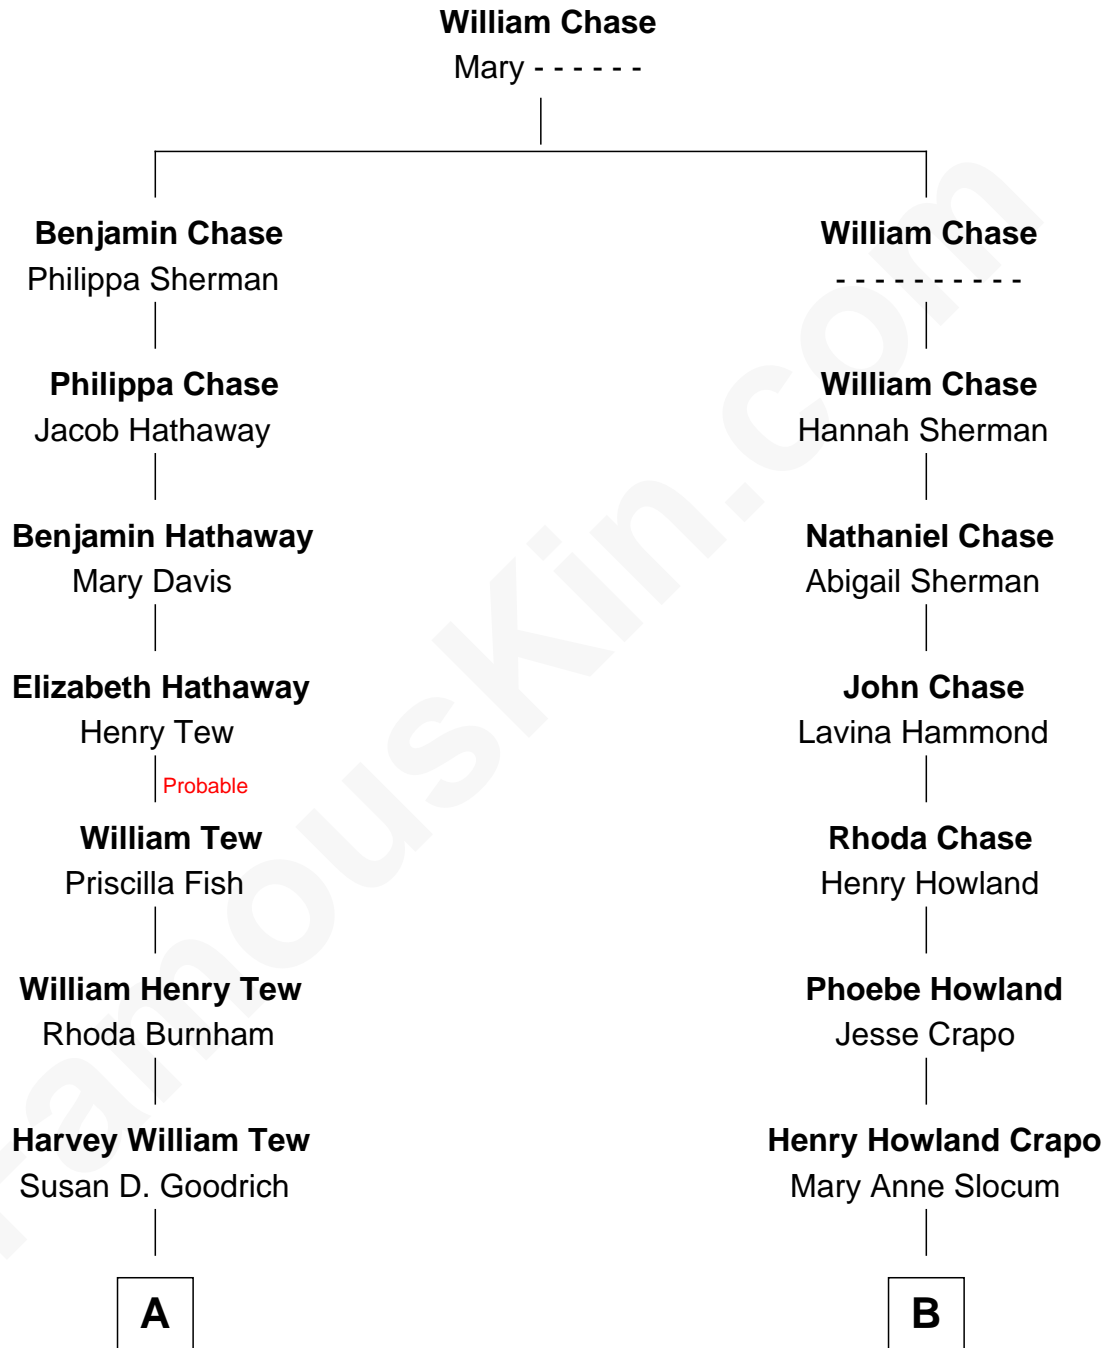 William Chase
Mary - - - - - -
Benjamin Chase
Philippa Sherman
William Chase
- - - - - - - - - -
Philippa Chase
Jacob Hathaway
William Chase
Hannah Sherman
Benjamin Hathaway
Mary Davis
Nathaniel Chase
Abigail Sherman
Elizabeth Hathaway
Henry Tew
John Chase
Lavina Hammond
Probable
William Tew
Priscilla Fish
Rhoda Chase
Henry Howland
William Henry Tew
Rhoda Burnham
Phoebe Howland
Jesse Crapo
Harvey William Tew
Susan D. Goodrich
Henry Howland Crapo
Mary Anne Slocum
A
B
FamousKin.com